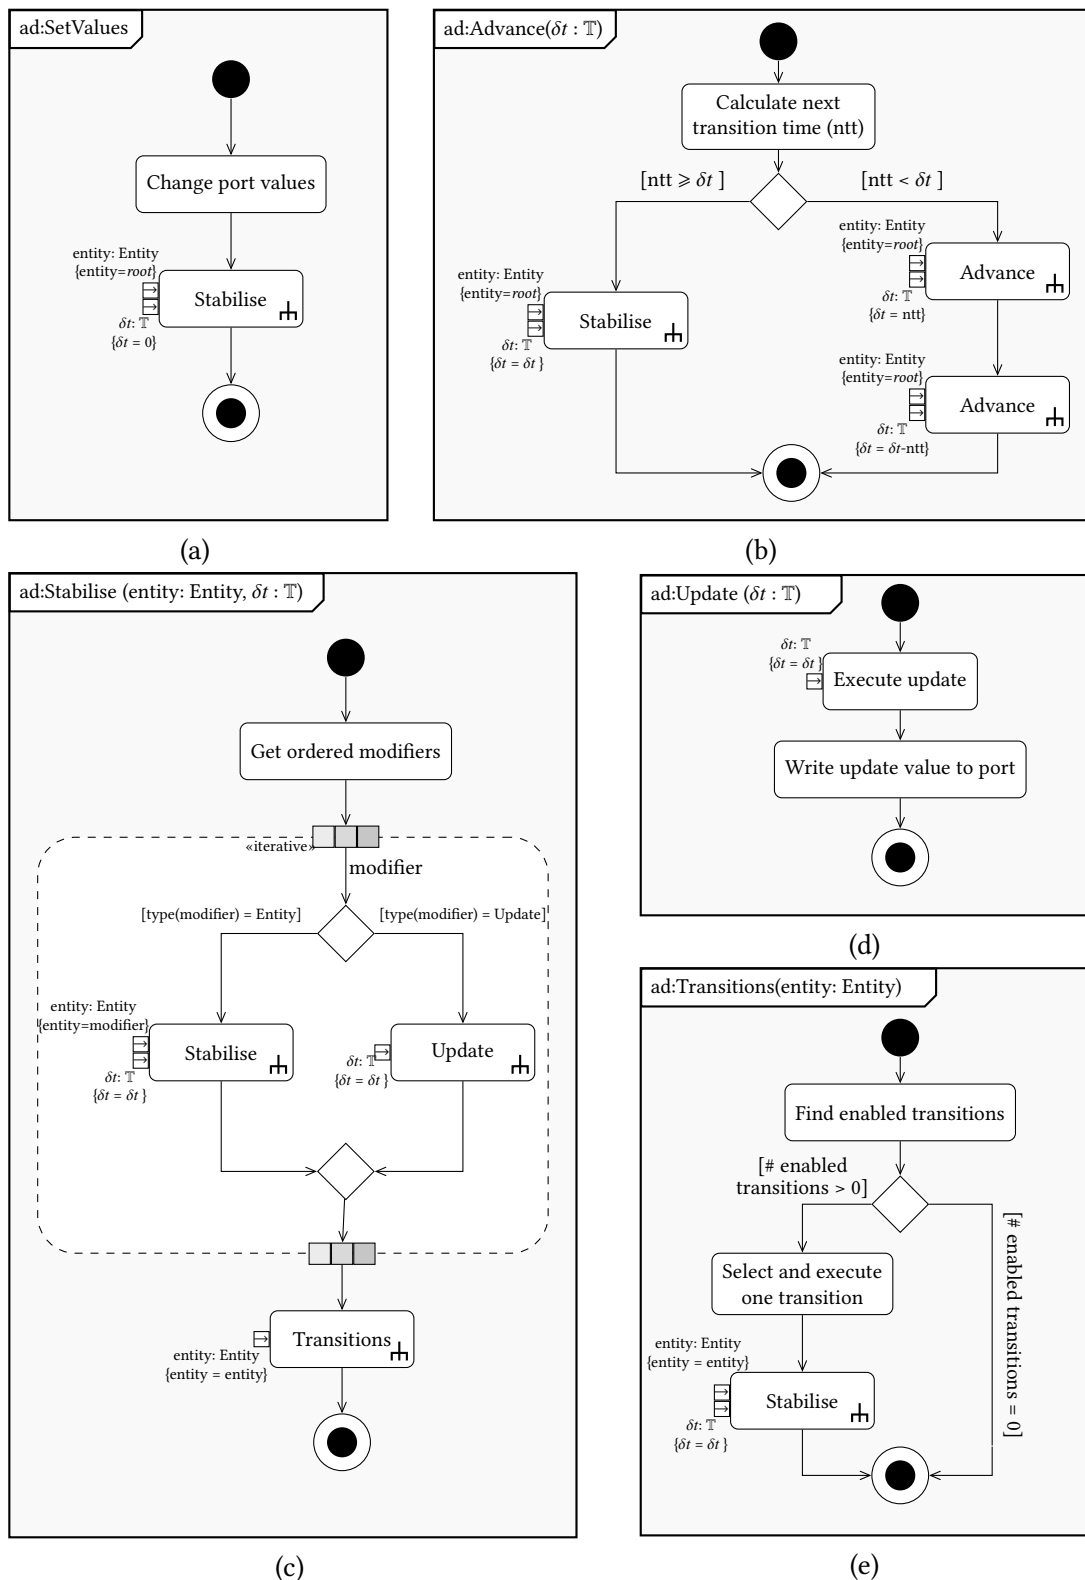 ad:SetValues
Change port values
entity: Entity
{entity=root}
Stabilise
δt: 𝕋
{δt = 0}
(a)
ad:Advance(δt : 𝕋)
Calculate next
transition time (ntt)
[ntt ⩾ δt ]
[ntt < δt ]
entity: Entity
{entity=root}
Stabilise
δt: 𝕋
{δt = δt }
entity: Entity
{entity=root}
Advance
δt: 𝕋
{δt = ntt}
entity: Entity
{entity=root}
Advance
δt: 𝕋
{δt = δt-ntt}
(b)
ad:Stabilise (entity: Entity, δt : 𝕋)
Get ordered modifiers
«iterative»
modifier
[type(modifier) = Entity]
[type(modifier) = Update]
entity: Entity
{entity=modifier}
Stabilise
δt: 𝕋
{δt = δt }
Update
δt: 𝕋
{δt = δt }
Transitions
entity: Entity
{entity = entity}
(c)
ad:Update (δt : 𝕋)
δt: 𝕋
{δt = δt }
Execute update
Write update value to port
(d)
ad:Transitions(entity: Entity)
Find enabled transitions
[# enabled
transitions > 0]
[# enabled transitions = 0]
Select and execute
one transition
entity: Entity
{entity = entity}
Stabilise
δt: 𝕋
{δt = δt }
(e)